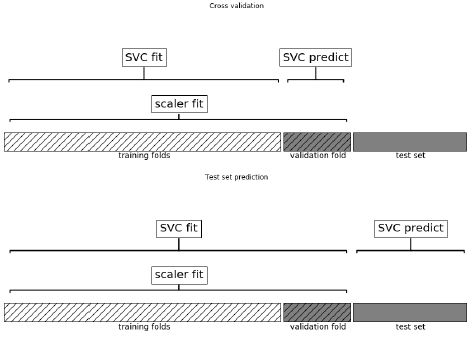 Cross validation
SVC fit
SVC predict
scaler fit
training folds
validation fold
test set
Test set prediction
SVC fit
SVC predict
scaler fit
training folds
validation fold
test set